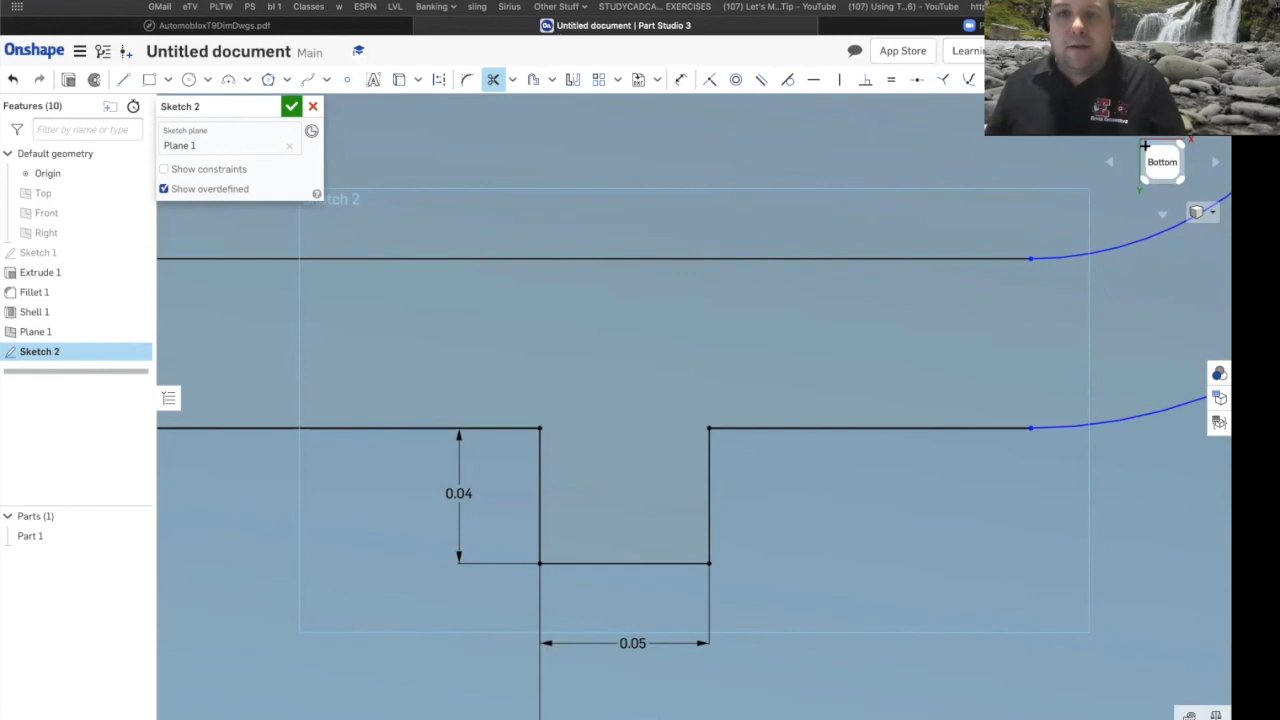 GMail eTV PLTW PS bl 1 Classes w ESPN LVL Banking sling Sirius Other Stuff STUDYCADCA... EXERCISES (107) Let's M...Tip - YouTube (107) Using T...6) - YouTube
AutomobloxT9DimDwgs.pdf Untitled document | Part Studio 3
Onshape Untitled document Main App Store Learni
Features (10) Sketch 2
Filter by name or type Sketch plane
Plane 1
Default geometry
Show constraints
Origin
Show overdefined
Top
Sketch 2
Front
Right
Sketch 1
Extrude 1
Fillet 1
Shell 1
Plane 1
Sketch 2
Parts (1)
Part 1
X
Bottom
Y
0.04
0.05